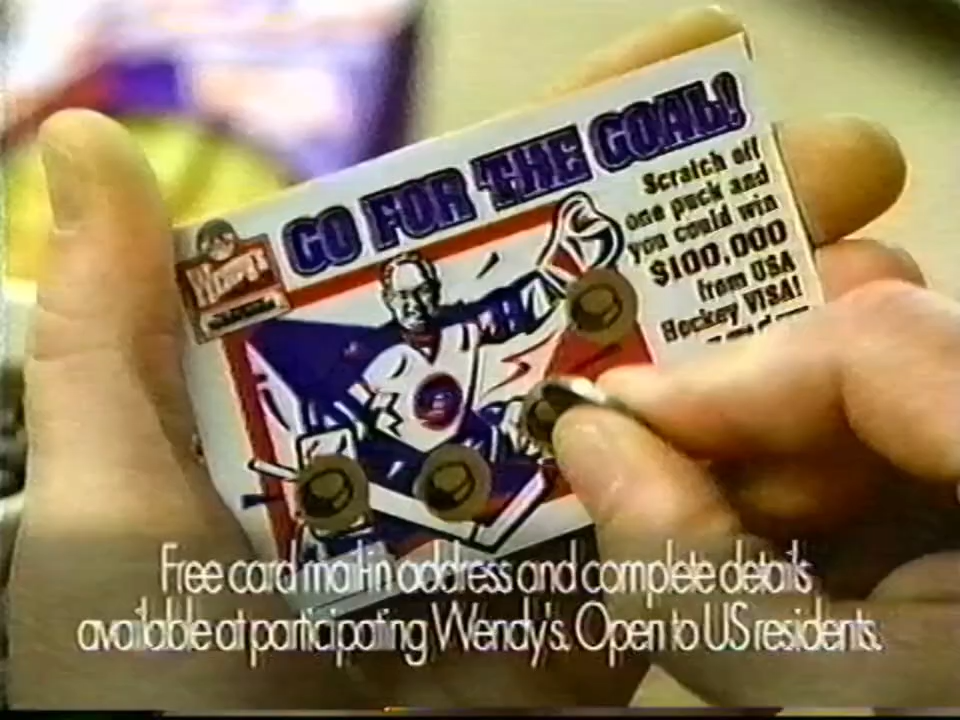 GO FOR THE GOAL!
Wendy's
Scratch off
one puck and
you could win
$100,000
from USA
Hockey VISA!
Free card mail-in address and complete details
available at participating Wendy's. Open to US residents.